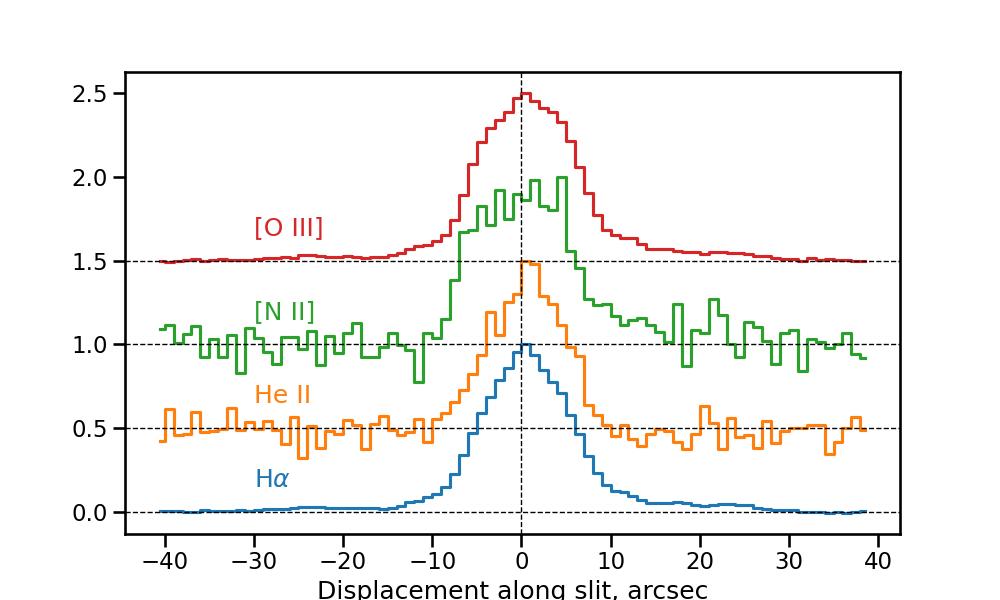 2.5
2.0
[O III]
1.5
[N II]
1.0
He II
0.5
Hα
0.0
−40 −30 −20 −10 0 10 20 30 40
Displacement along slit, arcsec